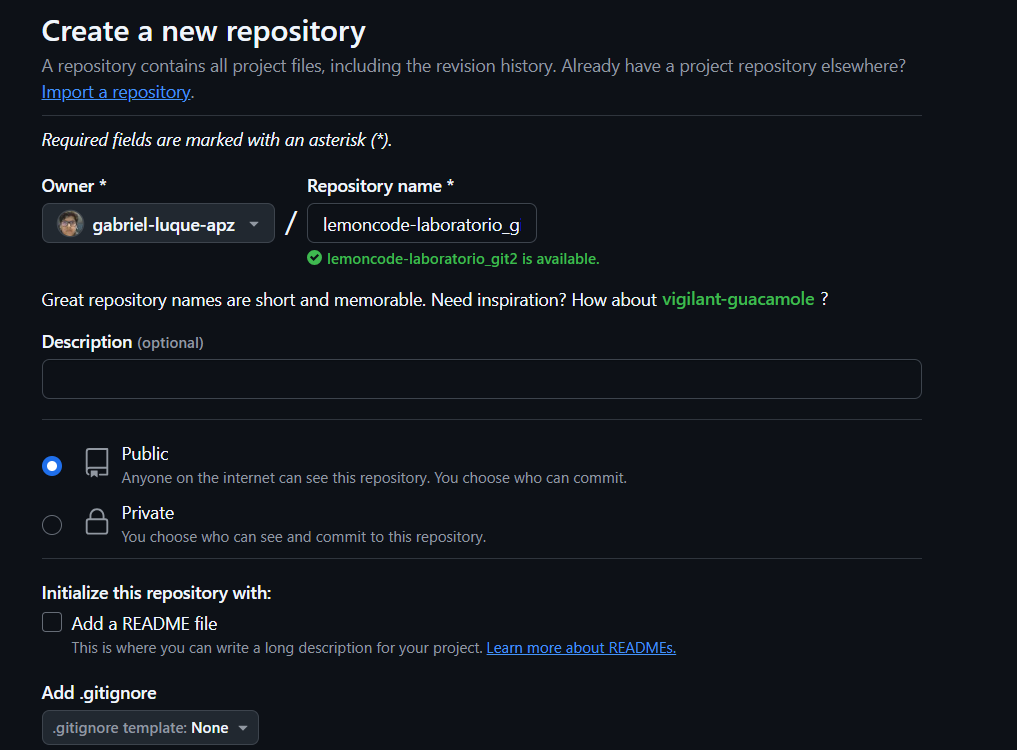 Create a new repository
A repository contains all project files, including the revision history. Already have a project repository elsewhere?
Import a repository.
Required fields are marked with an asterisk (*).
Owner *
Repository name *
gabriel-luque-apz
/
lemoncode-laboratorio_g
lemoncode-laboratorio_git2 is available.
Great repository names are short and memorable. Need inspiration? How about vigilant-guacamole ?
Description (optional)
Public
Anyone on the internet can see this repository. You choose who can commit.
Private
You choose who can see and commit to this repository.
Initialize this repository with:
Add a README file
This is where you can write a long description for your project. Learn more about READMEs.
Add .gitignore
.gitignore template: None